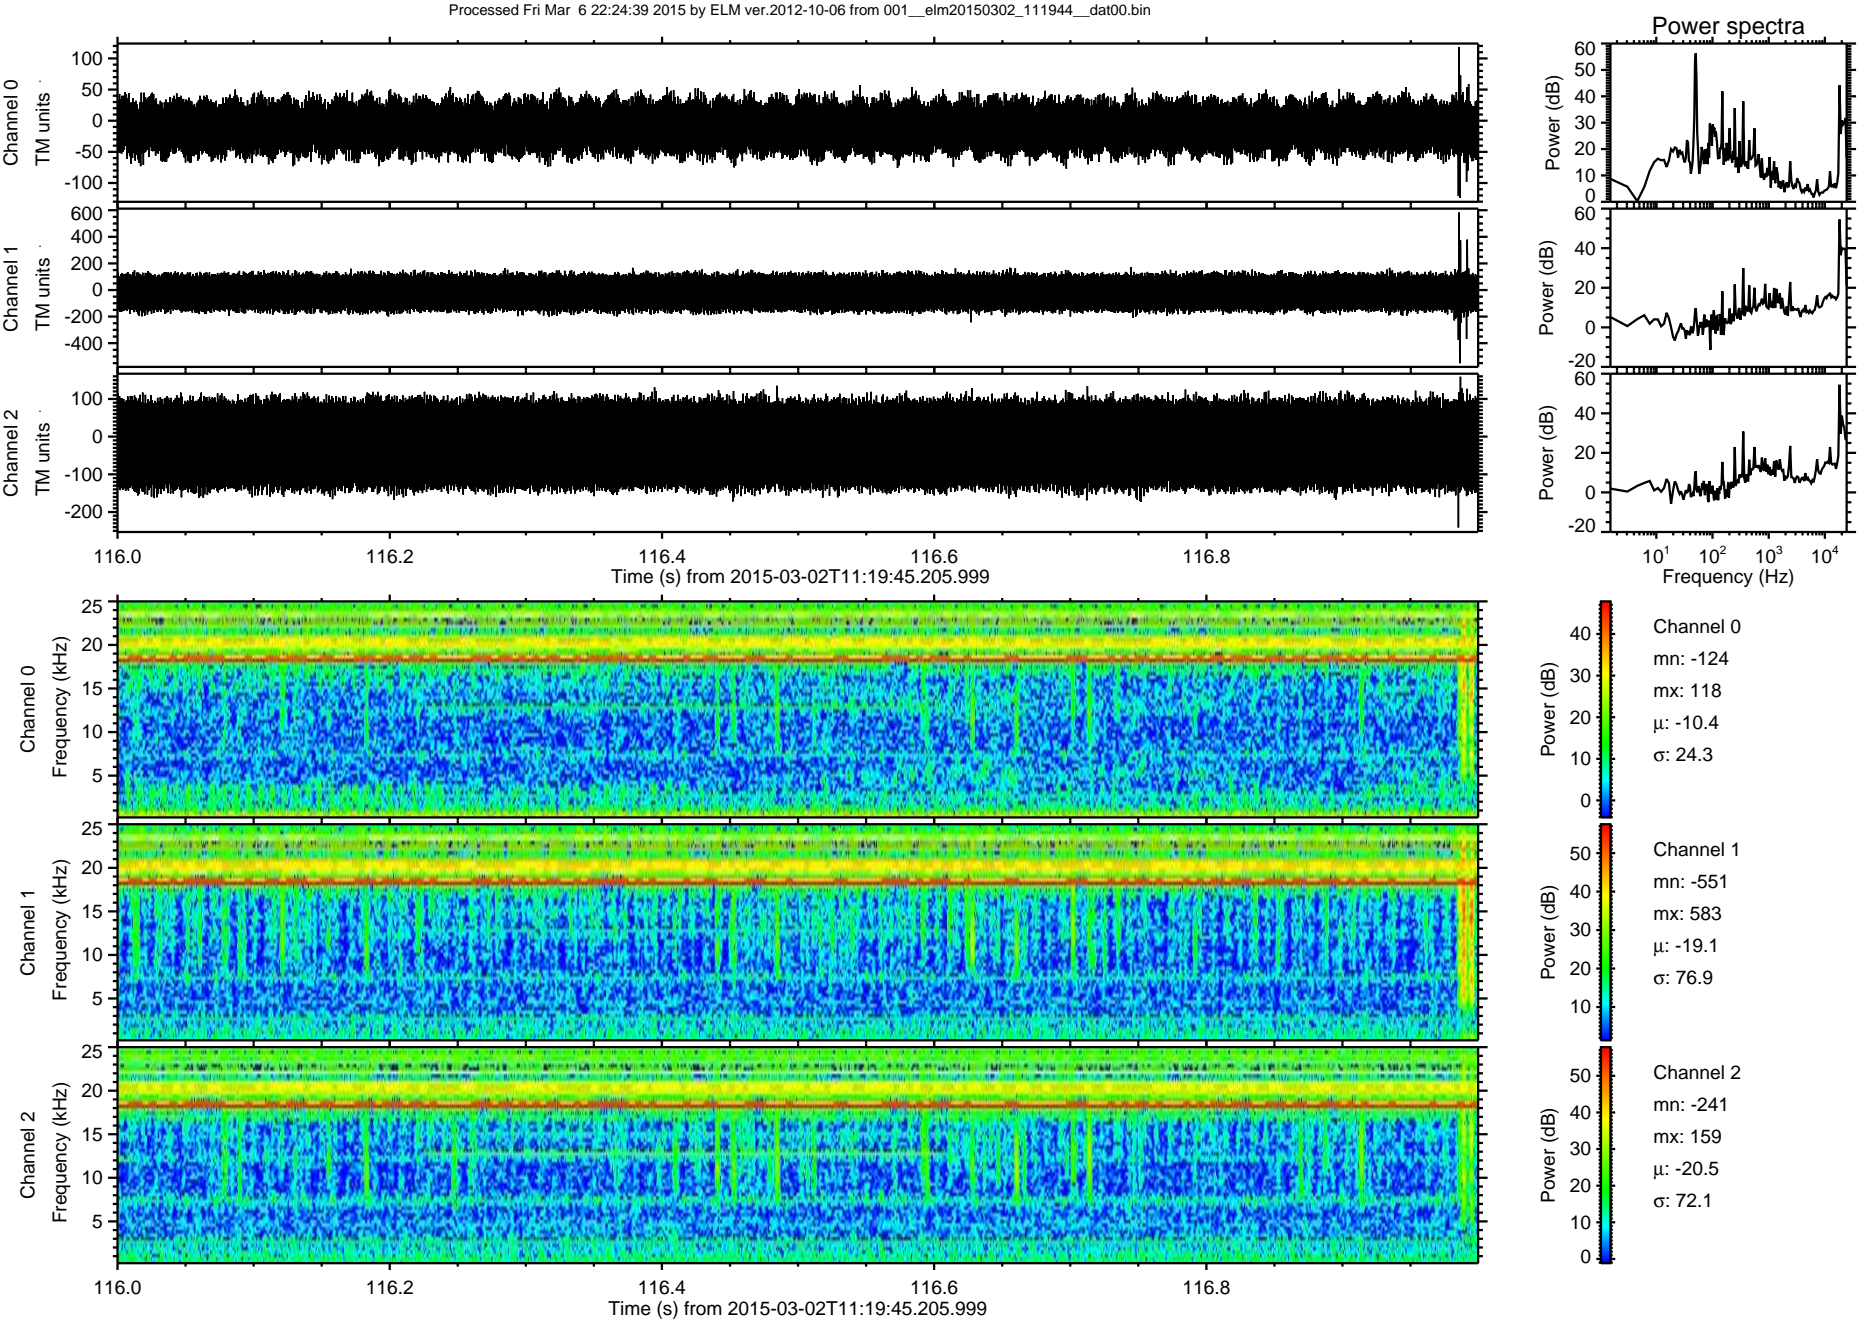 Processed Fri Mar 6 22:24:39 2015 by ELM ver.2012-10-06 from 001__elm20150302_111944__dat00.bin
Power spectra
Channel 0
TM units
100
50
0
-50
-100
Power (dB)
60
50
40
30
20
10
0
Channel 1
TM units
600
400
200
0
-200
-400
Power (dB)
60
40
20
0
-20
Channel 2
TM units
100
0
-100
-200
Power (dB)
60
40
20
0
-20
116.0 116.2 116.4 116.6 116.8
Time (s) from 2015-03-02T11:19:45.205.999
10^1 10^2 10^3 10^4
Frequency (Hz)
Channel 0
Frequency (kHz)
25
20
15
10
5
Power (dB)
40
30
20
10
0
Channel 0
mn: -124
mx: 118
μ: -10.4
σ: 24.3
Channel 1
Frequency (kHz)
25
20
15
10
5
Power (dB)
50
40
30
20
10
Channel 1
mn: -551
mx: 583
μ: -19.1
σ: 76.9
Channel 2
Frequency (kHz)
25
20
15
10
5
Power (dB)
50
40
30
20
10
0
Channel 2
mn: -241
mx: 159
μ: -20.5
σ: 72.1
116.0 116.2 116.4 116.6 116.8
Time (s) from 2015-03-02T11:19:45.205.999